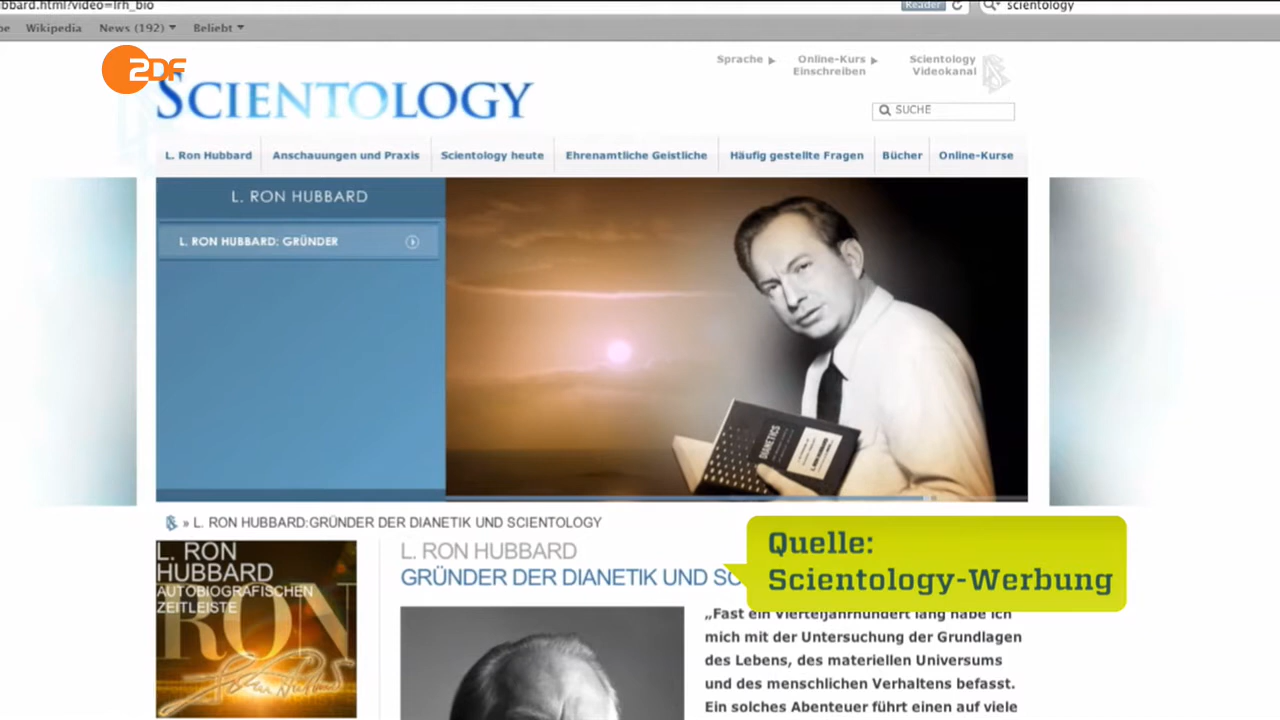 bbard.html?video=lrh_bio
Reader
scientology
Wikipedia
News (192)
Beliebt
ZDF
SCIENTOLOGY
Sprache
Online-Kurs
Einschreiben
Scientology
Videokanal
SUCHE
L. Ron Hubbard
Anschauungen und Praxis
Scientology heute
Ehrenamtliche Geistliche
Häufig gestellte Fragen
Bücher
Online-Kurse
L. RON HUBBARD
L. RON HUBBARD: GRÜNDER
DIANETICS
L. RON HUBBARD
» L. RON HUBBARD:GRÜNDER DER DIANETIK UND SCIENTOLOGY
L. RON
HUBBARD
AUTOBIOGRAFISCHEN
ZEITLEISTE
RON
L. RON HUBBARD
GRÜNDER DER DIANETIK UND SC
Quelle:
Scientology-Werbung
„Fast ein Vierteljahrhundert lang habe ich
mich mit der Untersuchung der Grundlagen
des Lebens, des materiellen Universums
und des menschlichen Verhaltens befasst.
Ein solches Abenteuer führt einen auf viele